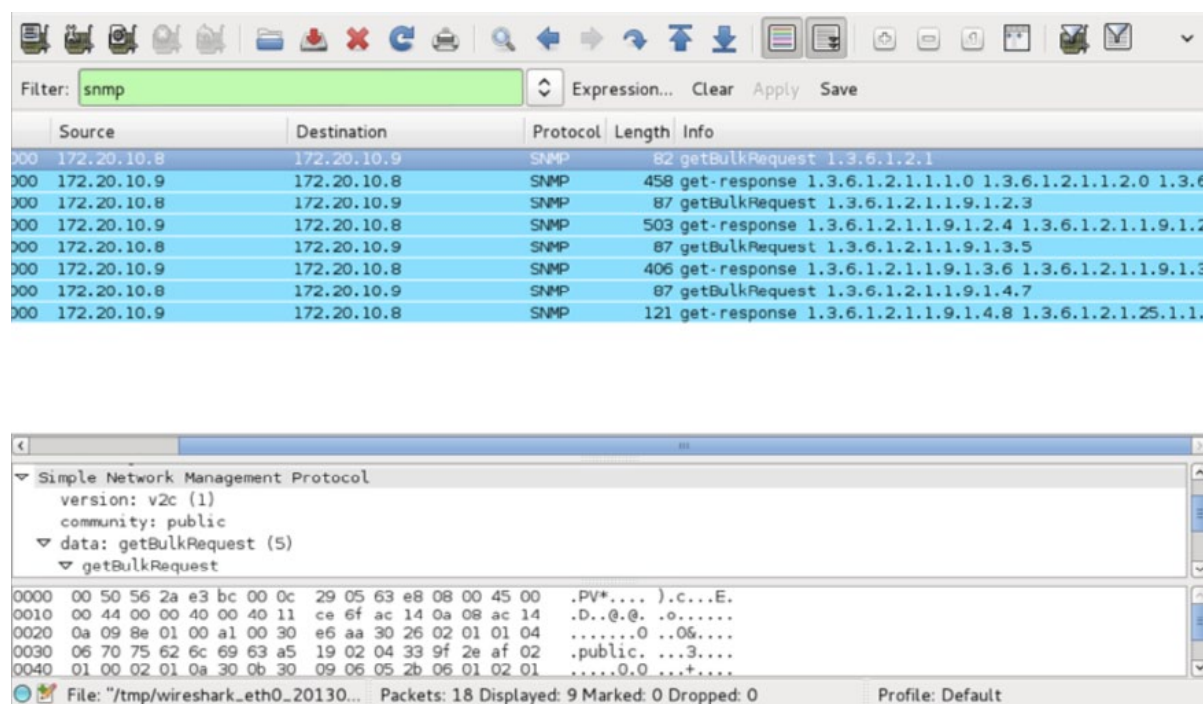 Filter: snmp Expression... Clear Apply Save
Source Destination Protocol Length Info
000 172.20.10.8 172.20.10.9 SNMP 82 getBulkRequest 1.3.6.1.2.1
000 172.20.10.9 172.20.10.8 SNMP 458 get-response 1.3.6.1.2.1.1.1.0 1.3.6.1.2.1.1.2.0 1.3.6
000 172.20.10.8 172.20.10.9 SNMP 87 getBulkRequest 1.3.6.1.2.1.1.9.1.2.3
000 172.20.10.9 172.20.10.8 SNMP 503 get-response 1.3.6.1.2.1.1.9.1.2.4 1.3.6.1.2.1.1.9.1.2
000 172.20.10.8 172.20.10.9 SNMP 87 getBulkRequest 1.3.6.1.2.1.1.9.1.3.5
000 172.20.10.9 172.20.10.8 SNMP 406 get-response 1.3.6.1.2.1.1.9.1.3.6 1.3.6.1.2.1.1.9.1.3
000 172.20.10.8 172.20.10.9 SNMP 87 getBulkRequest 1.3.6.1.2.1.1.9.1.4.7
000 172.20.10.9 172.20.10.8 SNMP 121 get-response 1.3.6.1.2.1.1.9.1.4.8 1.3.6.1.2.1.25.1.1.
Simple Network Management Protocol
version: v2c (1)
community: public
data: getBulkRequest (5)
getBulkRequest
0000 00 50 56 2a e3 bc 00 0c 29 05 63 e8 08 00 45 00 .PV*.... ).c...E.
0010 00 44 00 00 40 00 40 11 ce 6f ac 14 0a 08 ac 14 .D..@.@. .o......
0020 0a 09 8e 01 00 a1 00 30 e6 aa 30 26 02 01 01 04 .......0 ..0&....
0030 06 70 75 62 6c 69 63 a5 19 02 04 33 9f 2e af 02 .public. ...3....
0040 01 00 02 01 0a 30 0b 30 09 06 05 2b 06 01 02 01 .....0.0 ...+....
File: "/tmp/wireshark_eth0_20130... Packets: 18 Displayed: 9 Marked: 0 Dropped: 0 Profile: Default